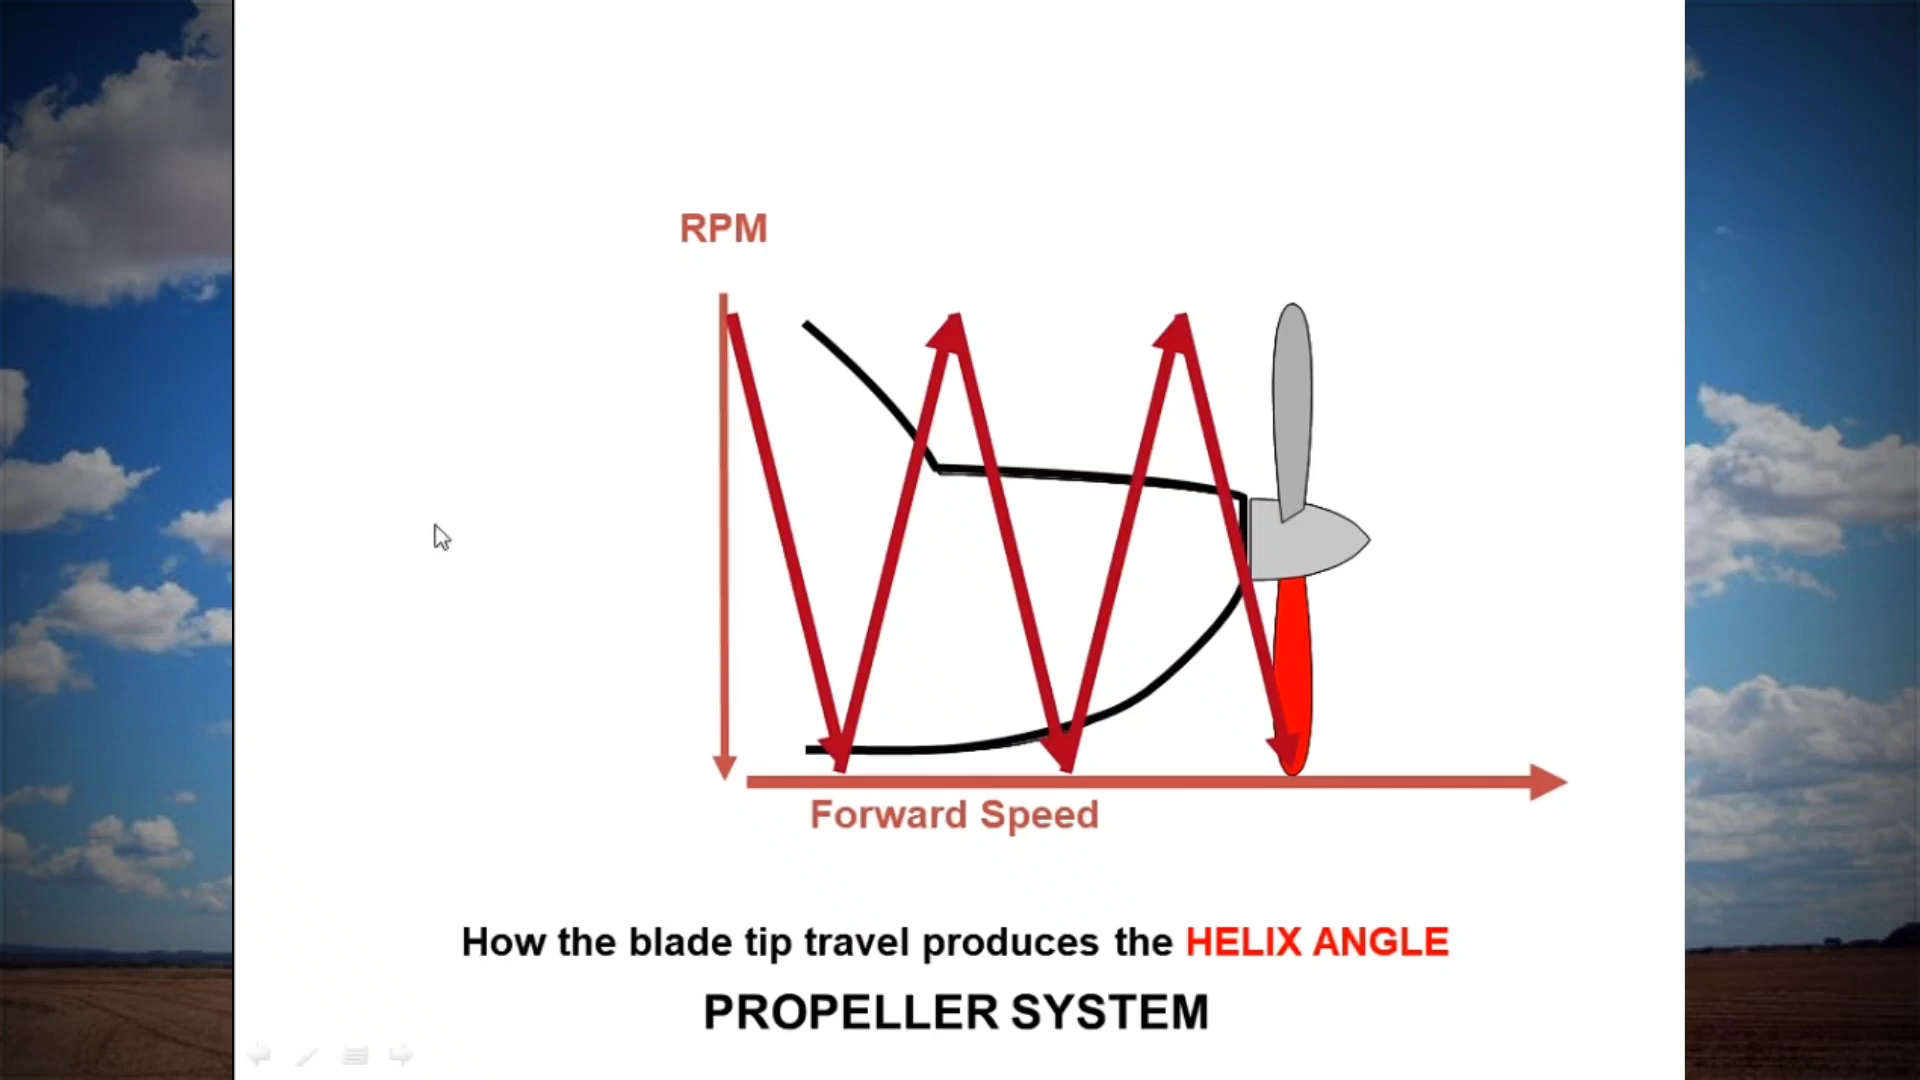 RPM
Forward Speed
How the blade tip travel produces the HELIX ANGLE
PROPELLER SYSTEM